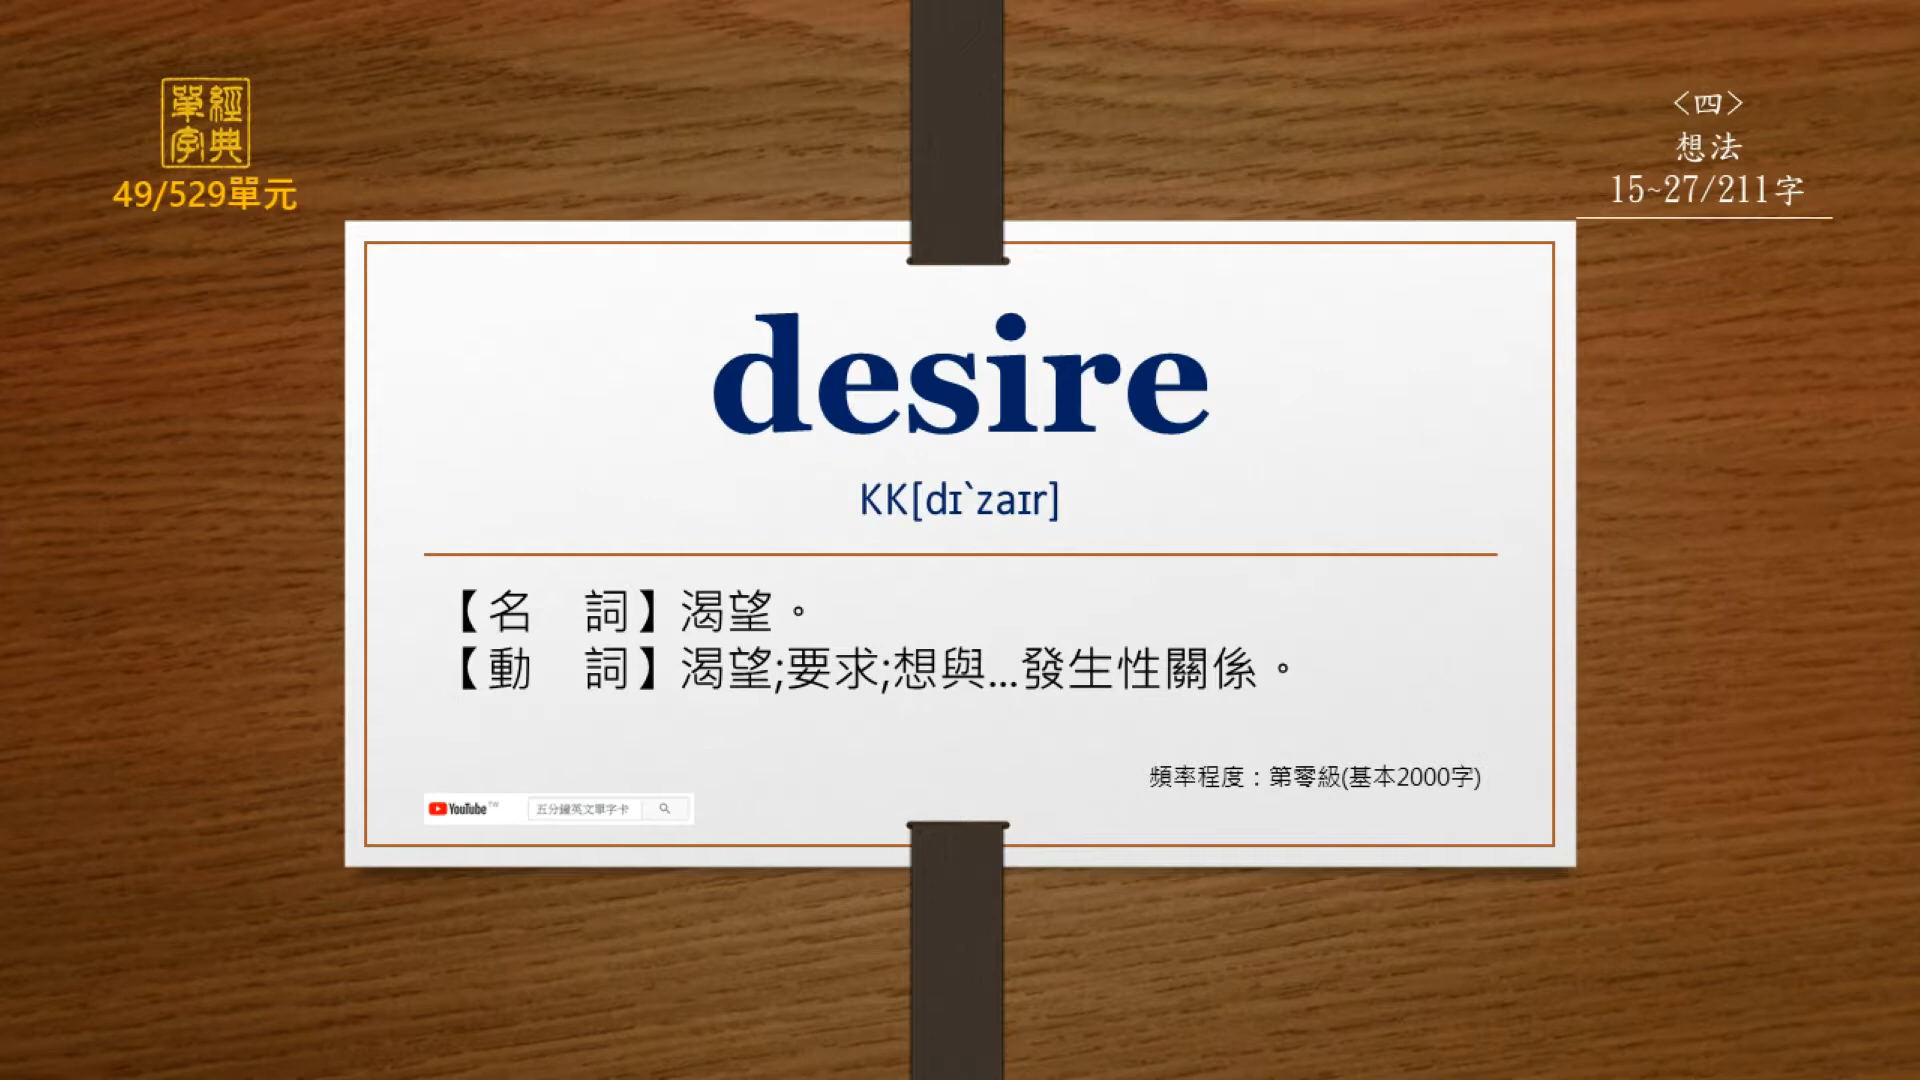 經典單字
49/529單元
〈四〉
想法
15~27/211字
desire
KK[dɪˋzaɪr]
【名　詞】渴望。
【動　詞】渴望;要求;想與...發生性關係。
頻率程度：第零級(基本2000字)
YouTube TW
五分鐘英文單字卡